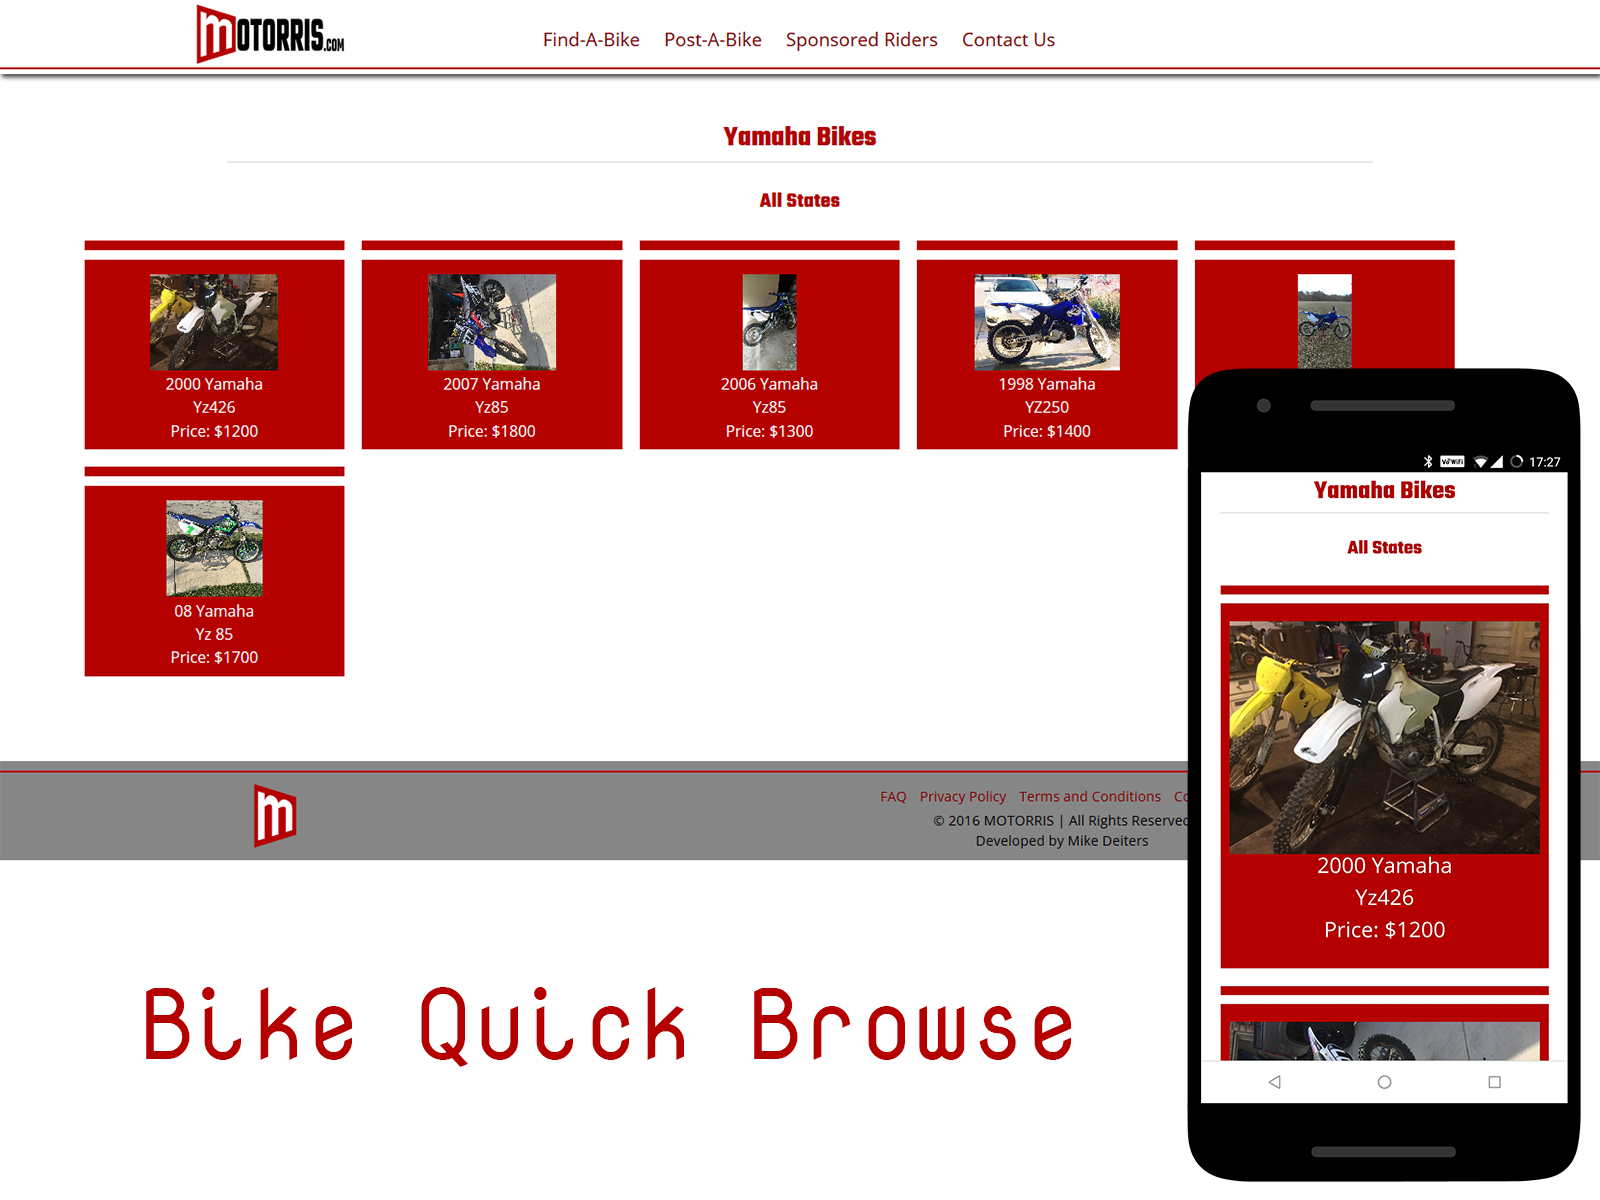 MOTORRIS.COM
Find-A-Bike Post-A-Bike Sponsored Riders Contact Us
Yamaha Bikes
All States
2000 Yamaha
Yz426
Price: $1200
2007 Yamaha
Yz85
Price: $1800
2006 Yamaha
Yz85
Price: $1300
1998 Yamaha
YZ250
Price: $1400
08 Yamaha
Yz 85
Price: $1700
m
FAQ Privacy Policy Terms and Conditions Co
© 2016 MOTORRIS | All Rights Reserved
Developed by Mike Deiters
Bike Quick Browse
17:27
Yamaha Bikes
All States
2000 Yamaha
Yz426
Price: $1200